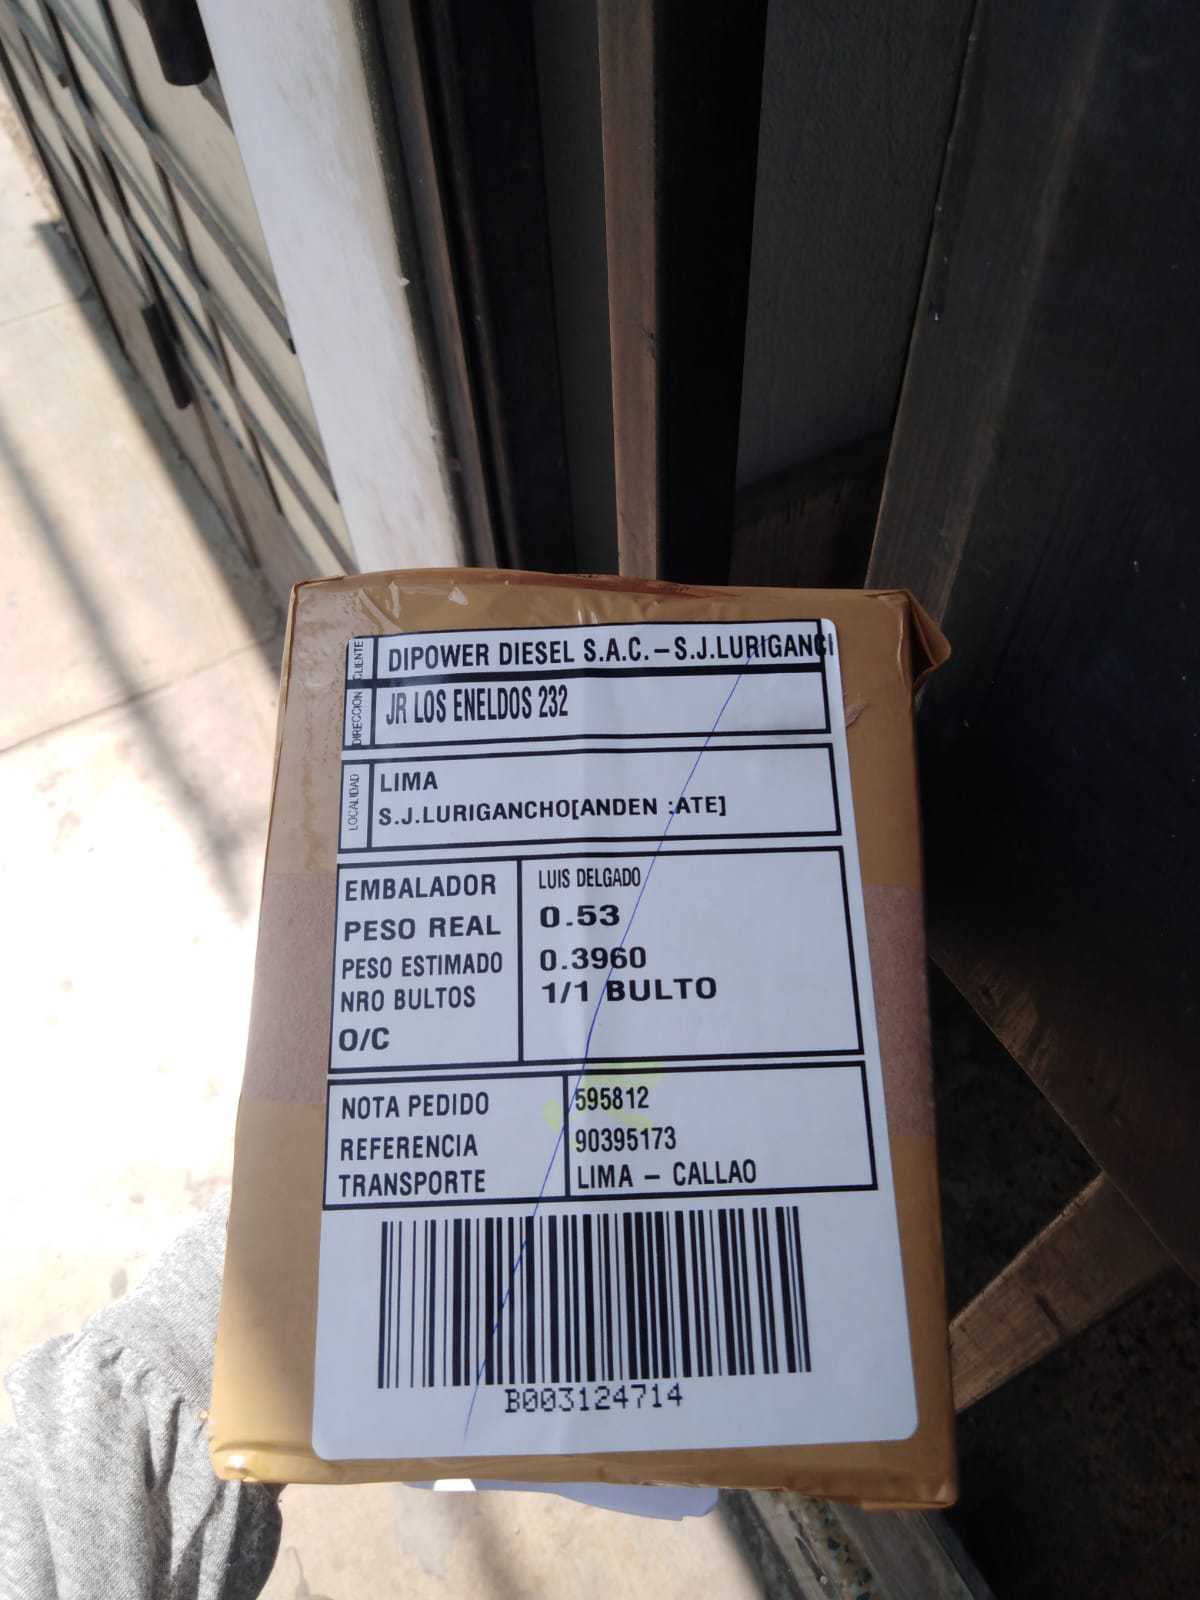 CLIENTE DIPOWER DIESEL S.A.C.-S.J.LURIGANCI
DIRECCION JR LOS ENELDOS 232
LOCALIDAD LIMA
S.J.LURIGANCHO[ANDEN :ATE]
EMBALADOR LUIS DELGADO
PESO REAL 0.53
PESO ESTIMADO 0.3960
NRO BULTOS 1/1 BULTO
O/C
NOTA PEDIDO 595812
REFERENCIA 90395173
TRANSPORTE LIMA - CALLAO
B003124714